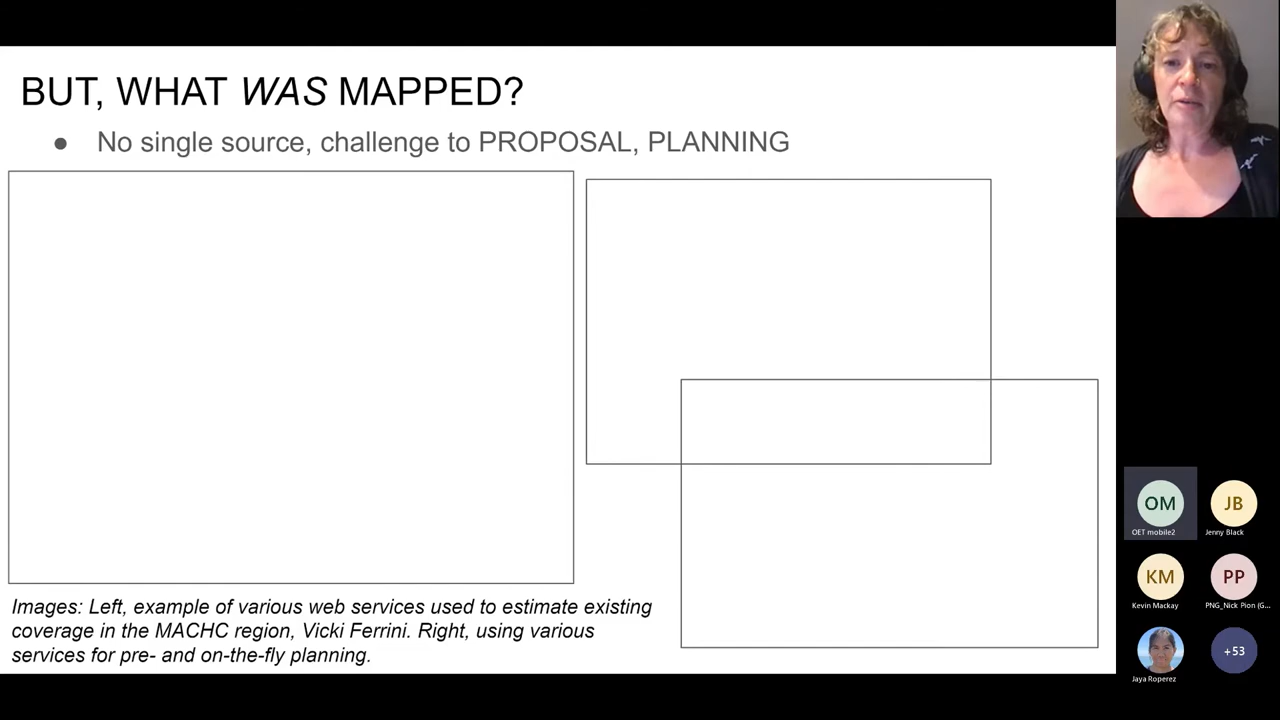 BUT, WHAT WAS MAPPED?
● No single source, challenge to PROPOSAL, PLANNING
Images: Left, example of various web services used to estimate existing
coverage in the MACHC region, Vicki Ferrini. Right, using various
services for pre- and on-the-fly planning.
OM
JB
OET mobile2
Jenny Black
KM
PP
Kevin Mackay
PNG_Nick Pion (G...
+53
Jaya Roperez